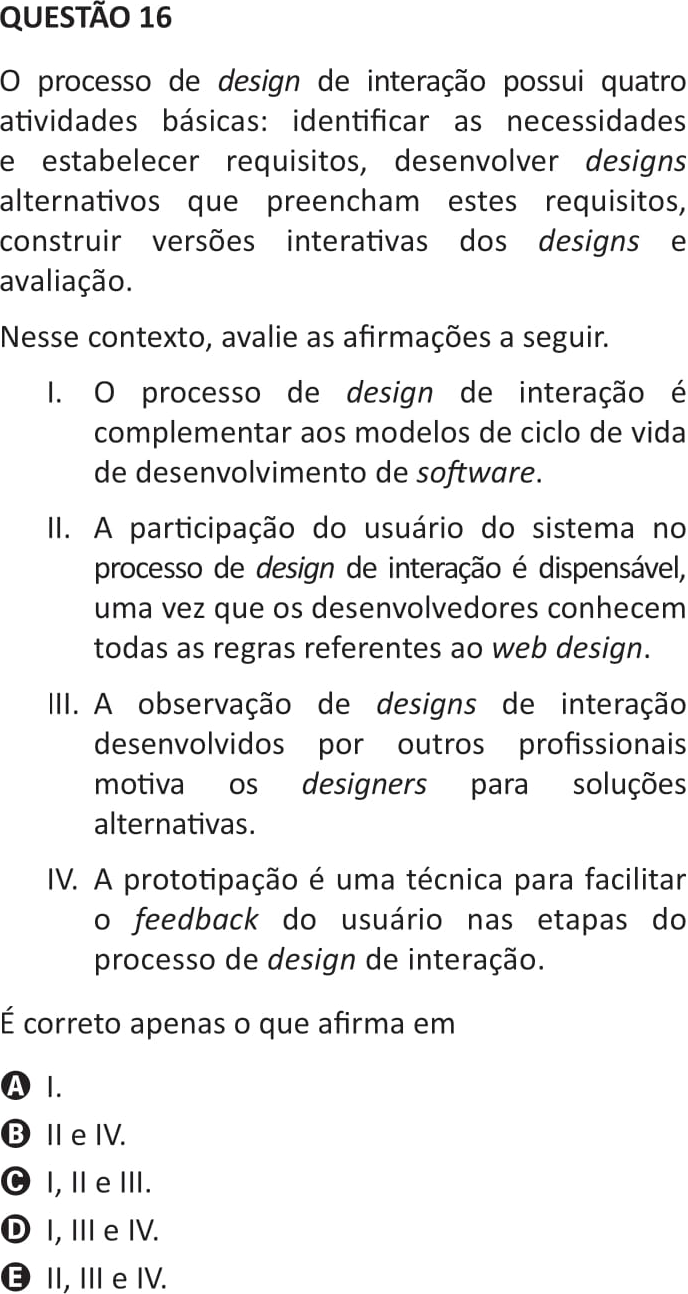 QUESTÃO 16
O processo de design de interação possui quatro
atividades básicas: identificar as necessidades
e estabelecer requisitos, desenvolver designs
alternativos que preencham estes requisitos,
construir versões interativas dos designs e
avaliação.
Nesse contexto, avalie as afirmações a seguir.
I. O processo de design de interação é
complementar aos modelos de ciclo de vida
de desenvolvimento de software.
II. A participação do usuário do sistema no
processo de design de interação é dispensável,
uma vez que os desenvolvedores conhecem
todas as regras referentes ao web design.
III. A observação de designs de interação
desenvolvidos por outros profissionais
motiva os designers para soluções
alternativas.
IV. A prototipação é uma técnica para facilitar
o feedback do usuário nas etapas do
processo de design de interação.
É correto apenas o que afirma em
A I.
B II e IV.
C I, II e III.
D I, III e IV.
E II, III e IV.